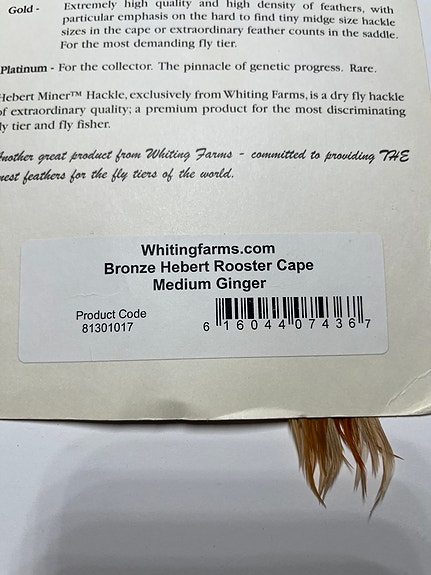 Gold - Extremely high quality and high density of feathers, with
particular emphasis on the hard to find tiny midge size hackle
sizes in the cape or extraordinary feather counts in the saddle.
For the most demanding fly tier.
Platinum - For the collector. The pinnacle of genetic progress. Rare.
Hebert Miner™ Hackle, exclusively from Whiting Farms, is a dry fly hackle
of extraordinary quality; a premium product for the most discriminating
fly tier and fly fisher.
Another great product from Whiting Farms - committed to providing THE
finest feathers for the fly tiers of the world.
Whitingfarms.com
Bronze Hebert Rooster Cape
Medium Ginger
Product Code
81301017
6 16044 07436 7